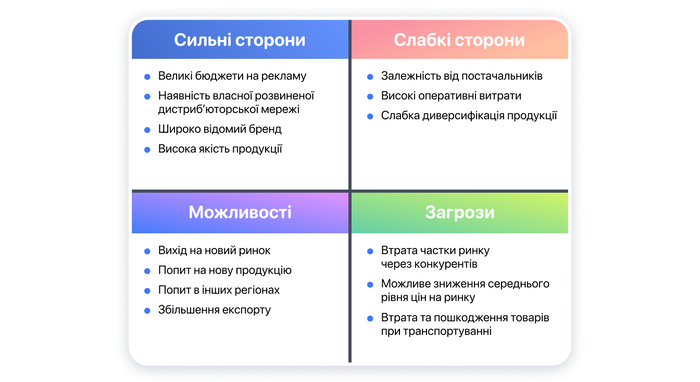 Сильні сторони
Великі бюджети на рекламу
Наявність власної розвиненої
дистриб'юторської мережі
Широко відомий бренд
Висока якість продукції
Слабкі сторони
Залежність від постачальників
Високі оперативні витрати
Слабка диверсифікація продукції
Можливості
Вихід на новий ринок
Попит на нову продукцію
Попит в інших регіонах
Збільшення експорту
Загрози
Втрата частки ринку
через конкурентів
Можливе зниження середнього
рівня цін на ринку
Втрата та пошкодження товарів
при транспортуванні